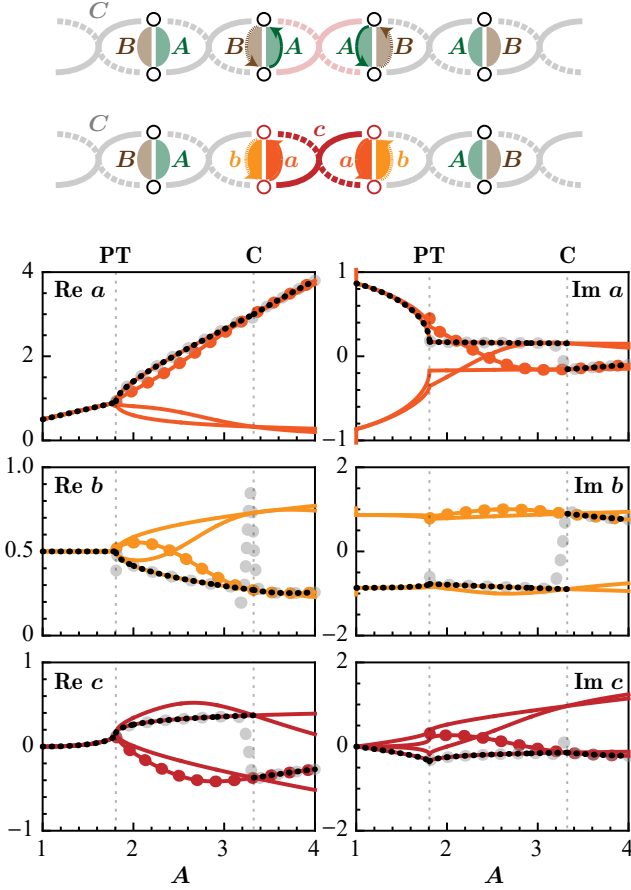 C
B A B A A B A B
C c
B A b a a b A B
PT C PT C
4 Re a 1 Im a
2 0
0 −1
1.0 Re b 2 Im b
0.5 0
0.0 −2
1 Re c 2 Im c
0 0
−1 −2
1 2 3 4 1 2 3 4
A A